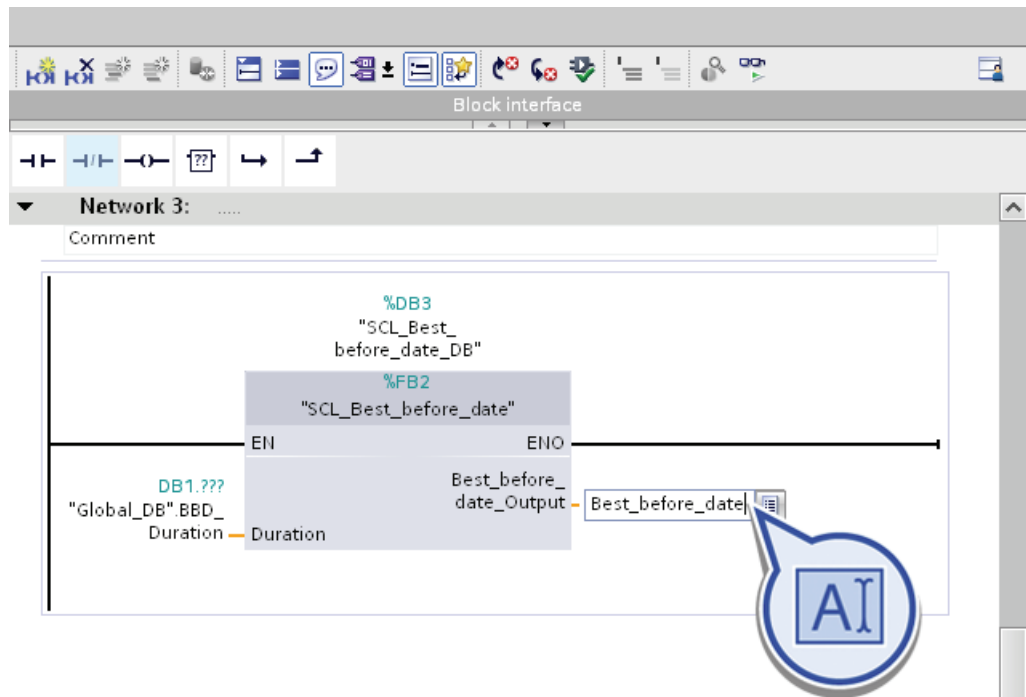 Block interface
??
Network 3: .....
Comment
%DB3
"SCL_Best_
before_date_DB"
%FB2
"SCL_Best_before_date"
EN ENO
DB1.???
"Global_DB".BBD_
Duration
Duration
Best_before_
date_Output
Best_before_date
AI